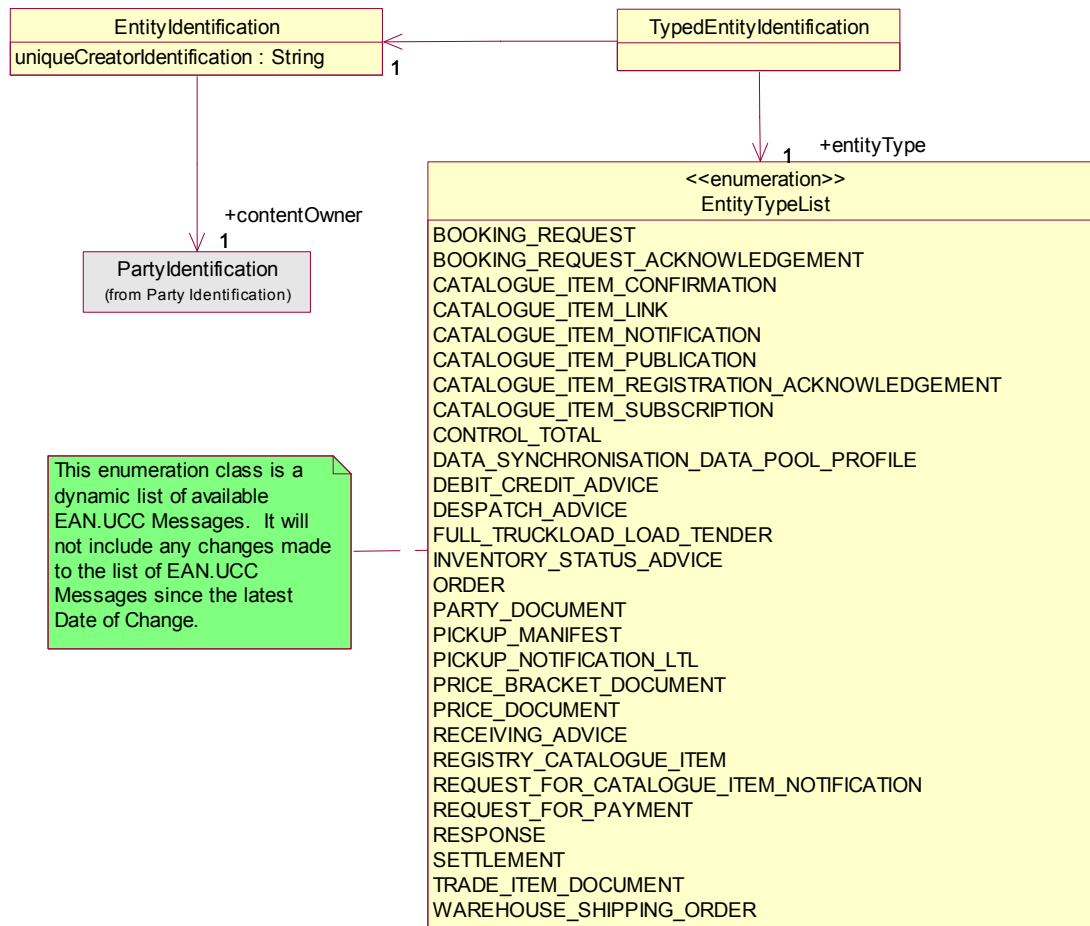 EntityIdentification
uniqueCreatorIdentification : String
1
TypedEntityIdentification
+entityType
1
+contentOwner
1
PartyIdentification
(from Party Identification)
<<enumeration>>
EntityTypeList
BOOKING_REQUEST
BOOKING_REQUEST_ACKNOWLEDGEMENT
CATALOGUE_ITEM_CONFIRMATION
CATALOGUE_ITEM_LINK
CATALOGUE_ITEM_NOTIFICATION
CATALOGUE_ITEM_PUBLICATION
CATALOGUE_ITEM_REGISTRATION_ACKNOWLEDGEMENT
CATALOGUE_ITEM_SUBSCRIPTION
CONTROL_TOTAL
DATA_SYNCHRONISATION_DATA_POOL_PROFILE
DEBIT_CREDIT_ADVICE
DESPATCH_ADVICE
FULL_TRUCKLOAD_LOAD_TENDER
INVENTORY_STATUS_ADVICE
ORDER
PARTY_DOCUMENT
PICKUP_MANIFEST
PICKUP_NOTIFICATION_LTL
PRICE_BRACKET_DOCUMENT
PRICE_DOCUMENT
RECEIVING_ADVICE
REGISTRY_CATALOGUE_ITEM
REQUEST_FOR_CATALOGUE_ITEM_NOTIFICATION
REQUEST_FOR_PAYMENT
RESPONSE
SETTLEMENT
TRADE_ITEM_DOCUMENT
WAREHOUSE_SHIPPING_ORDER
This enumeration class is a
dynamic list of available
EAN.UCC Messages.  It will
not include any changes made
to the list of EAN.UCC
Messages since the latest
Date of Change.